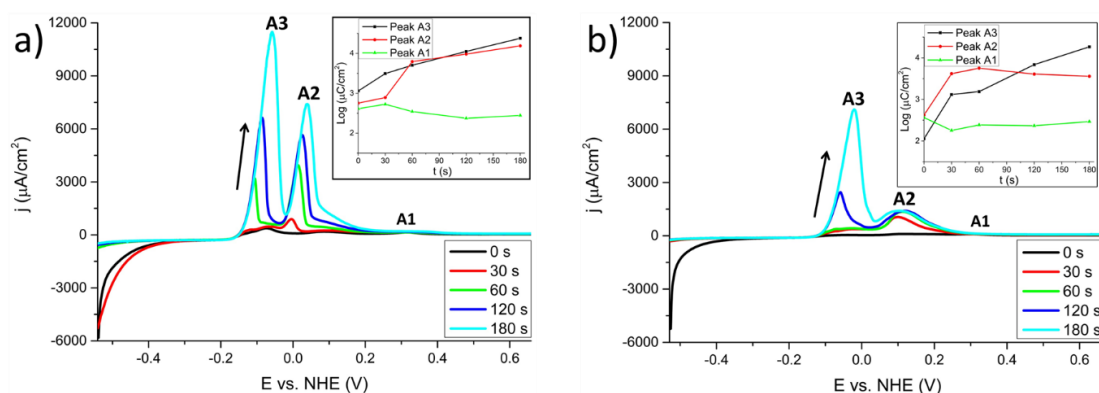 a)
12000
9000
6000
3000
0
-3000
-6000
j (µA/cm²)
-0.4
-0.2
0.0
0.2
0.4
0.6
E vs. NHE (V)
A3
A2
A1
0 s
30 s
60 s
120 s
180 s
Peak A3
Peak A2
Peak A1
Log (µC/cm²)
4
3
2
0
30
60
90
120
150
180
t (s)
b)
12000
9000
6000
3000
0
-3000
-6000
j (µA/cm²)
-0.4
-0.2
0.0
0.2
0.4
0.6
E vs. NHE (V)
A3
A2
A1
0 s
30 s
60 s
120 s
180 s
Peak A3
Peak A2
Peak A1
Log (µC/cm²)
4
3
2
0
30
60
90
120
150
180
t (s)